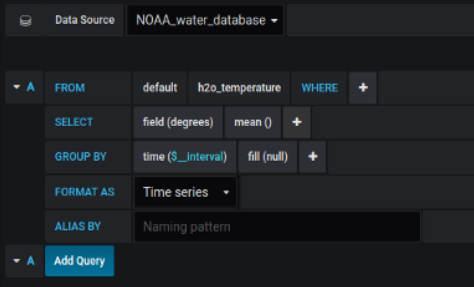 Data Source NOAA_water_database
A FROM default h2o_temperature WHERE +
SELECT field (degrees) mean () +
GROUP BY time ($__interval) fill (null) +
FORMAT AS Time series
ALIAS BY Naming pattern
A Add Query